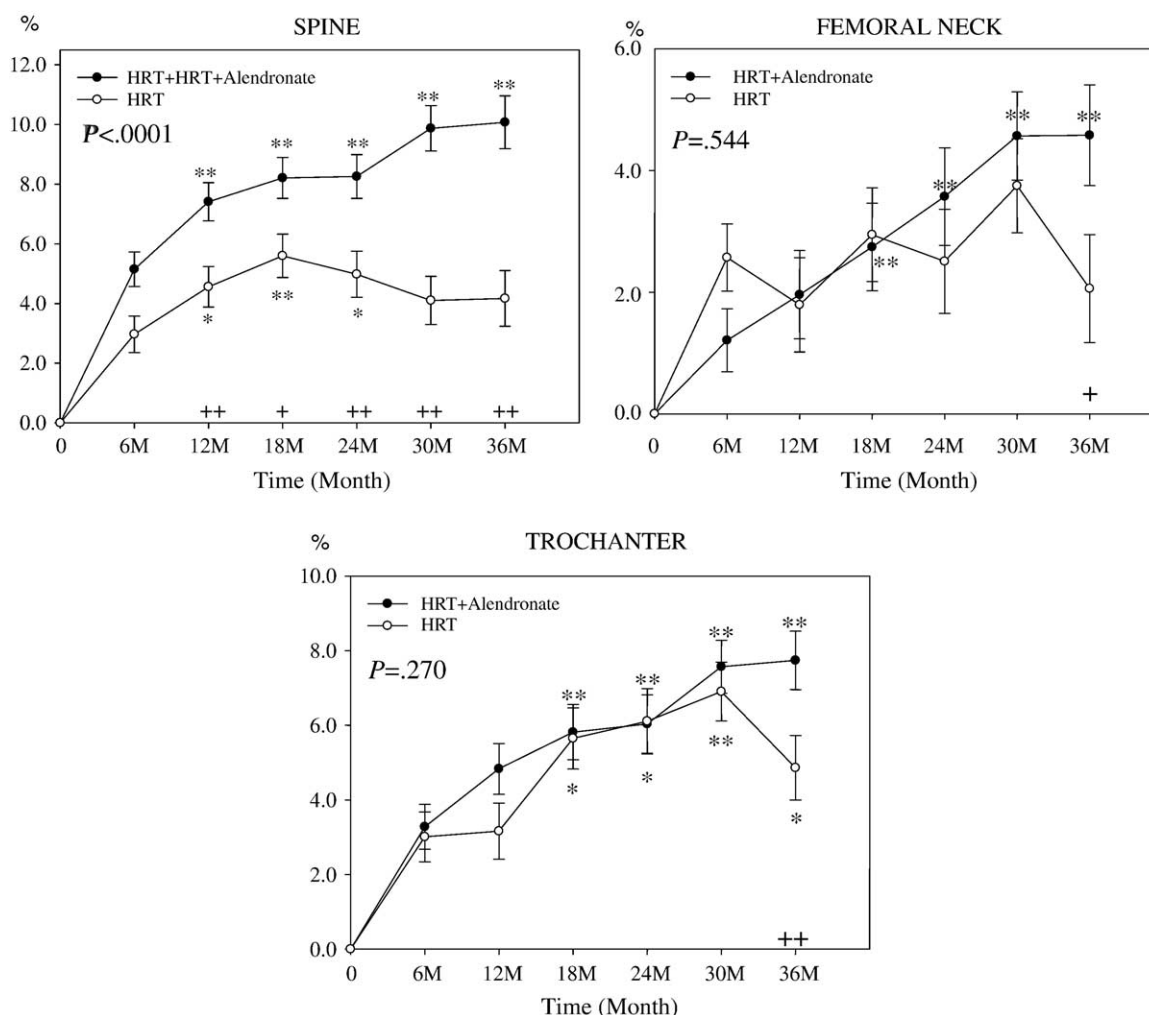 % SPINE
12.0
10.0
8.0
6.0
4.0
2.0
0.0
HRT+HRT+Alendronate
HRT
P<.0001
** ** ** ** **
* ** *
++ + ++ ++ ++
0 6M 12M 18M 24M 30M 36M
Time (Month)
% FEMORAL NECK
6.0
4.0
2.0
0.0
HRT+Alendronate
HRT
P=.544
** ** ** **
+
0 6M 12M 18M 24M 30M 36M
Time (Month)
% TROCHANTER
10.0
8.0
6.0
4.0
2.0
0.0
HRT+Alendronate
HRT
P=.270
** ** ** **
* * ** *
++
0 6M 12M 18M 24M 30M 36M
Time (Month)